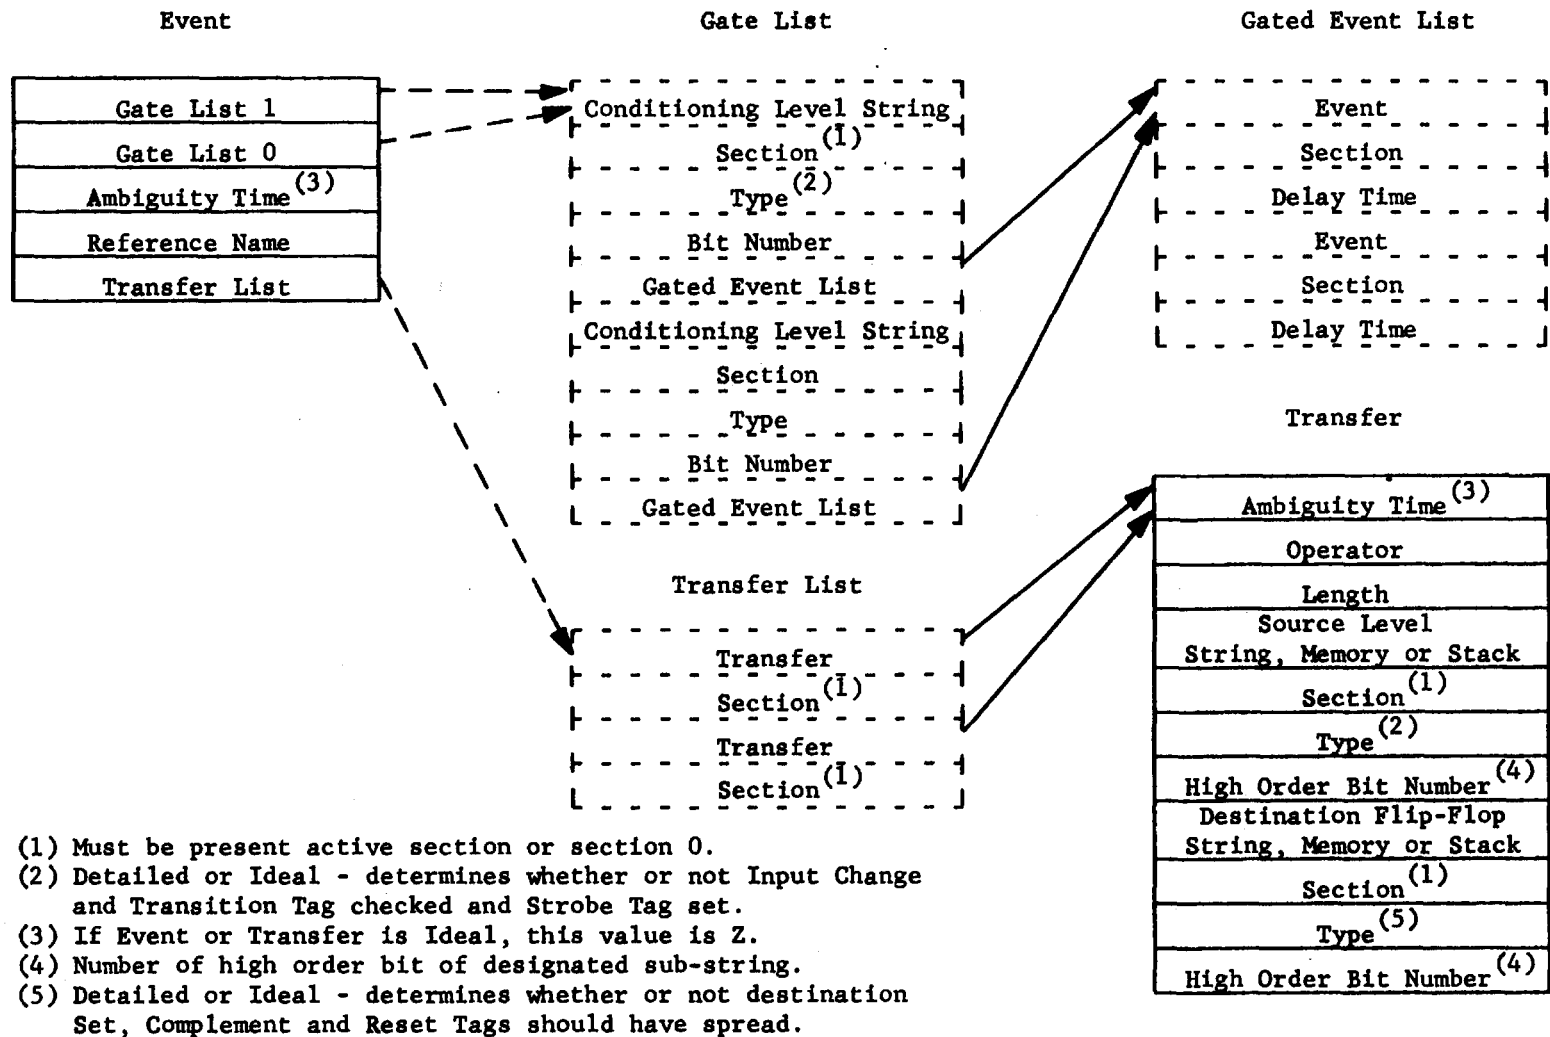 Event
Gate List 1
Gate List 0
Ambiguity Time(3)
Reference Name
Transfer List
Gate List
Conditioning Level String
Section(1)
Type(2)
Bit Number
Gated Event List
Conditioning Level String
Section
Type
Bit Number
Gated Event List
Transfer List
Transfer
Section(1)
Transfer
Section(1)
Gated Event List
Event
Section
Delay Time
Event
Section
Delay Time
Transfer
Ambiguity Time(3)
Operator
Length
Source Level
String, Memory or Stack
Section(1)
Type(2)
High Order Bit Number(4)
Destination Flip-Flop
String, Memory or Stack
Section(1)
Type(5)
High Order Bit Number(4)
(1) Must be present active section or section 0.
(2) Detailed or Ideal - determines whether or not Input Change
and Transition Tag checked and Strobe Tag set.
(3) If Event or Transfer is Ideal, this value is Z.
(4) Number of high order bit of designated sub-string.
(5) Detailed or Ideal - determines whether or not destination
Set, Complement and Reset Tags should have spread.